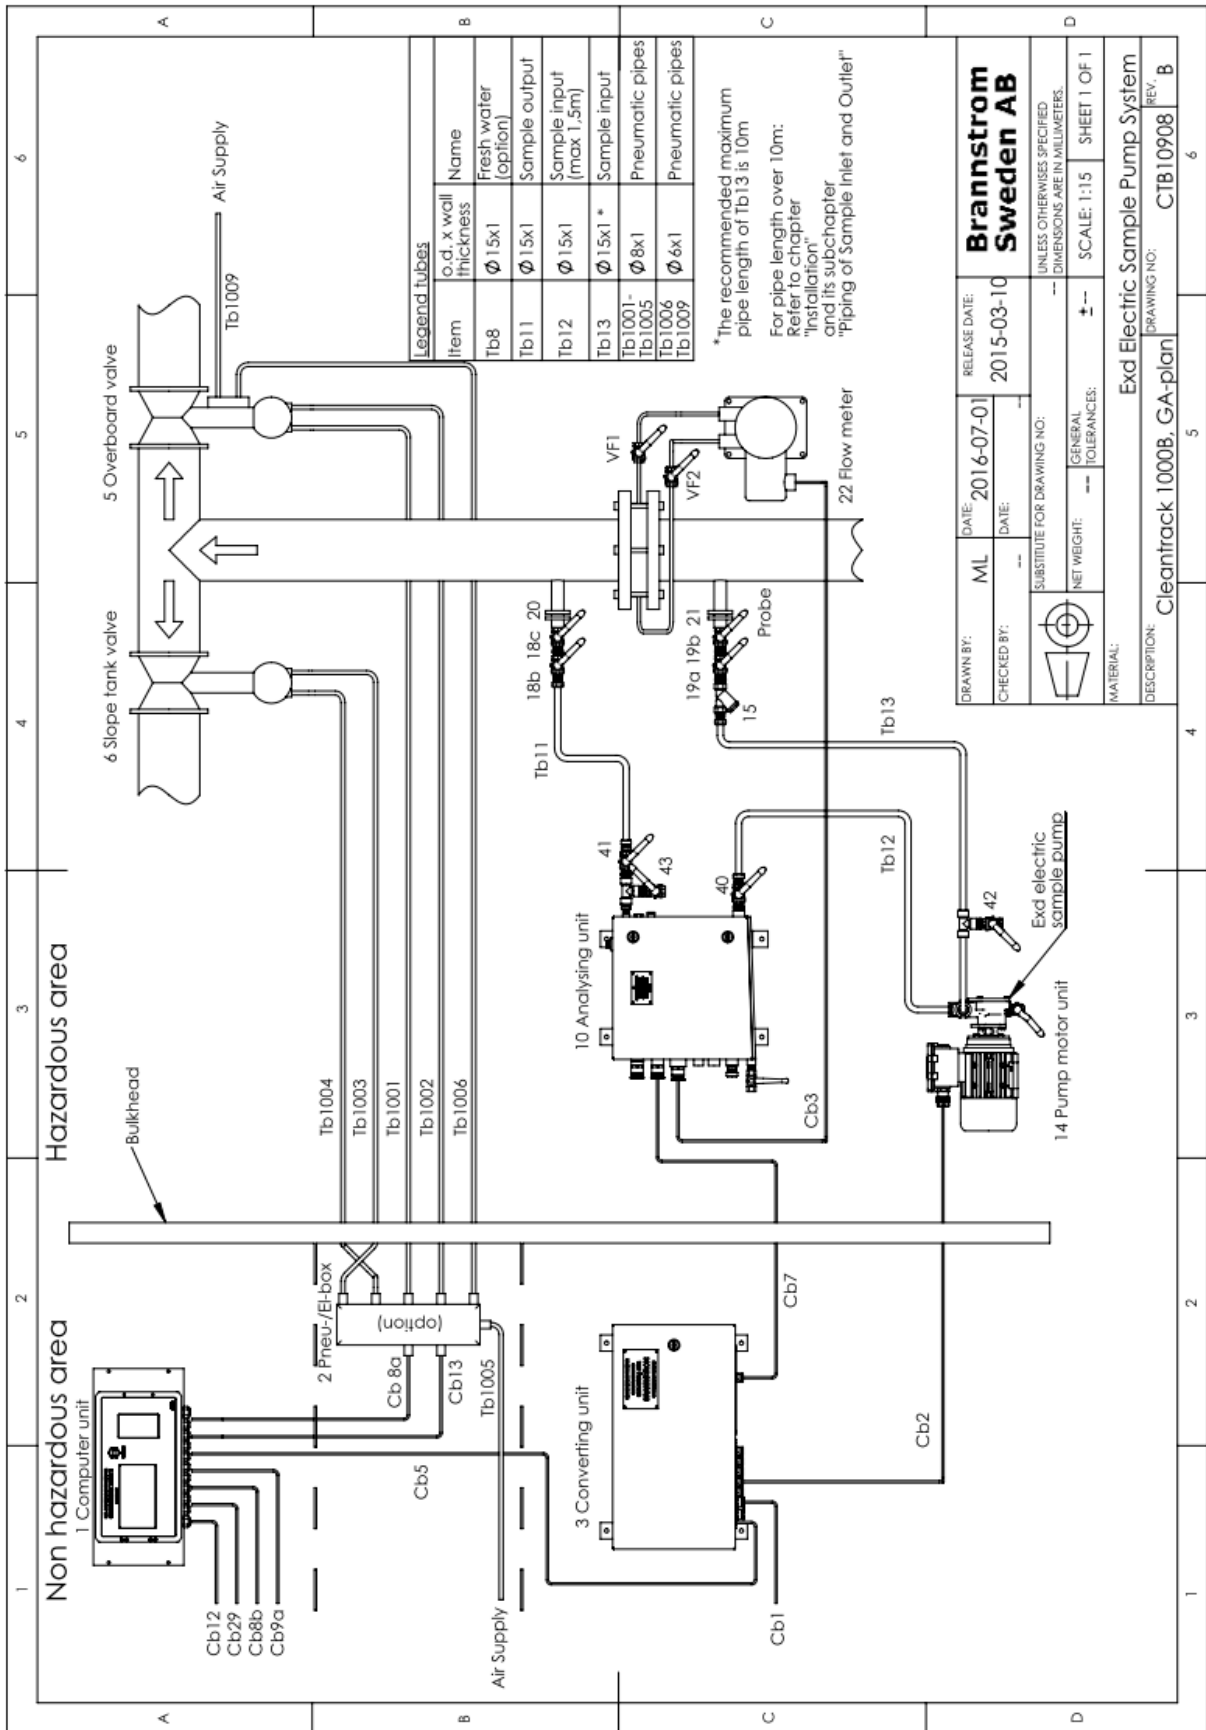 1
2
3
4
5
6
A
B
C
D
Non hazardous area
Hazardous area
1 Computer unit
Bulkhead
6 Slope tank valve
5 Overboard valve
Air Supply
Tb1009
Cb12
Cb29
Cb8b
Cb9a
2 Pneu-/El-box
(option)
Cb 8a
Cb13
Tb1005
Cb5
Air Supply
Tb1004
Tb1003
Tb1001
Tb1002
Tb1006
3 Converting unit
Cb1
Cb2
Cb7
Cb3
10 Analysing unit
41
43
40
Tb11
18b 18c 20
19a 19b 21
15
Probe
VF1
VF2
22 Flow meter
Tb12
Tb13
42
Exd electric
sample pump
14 Pump motor unit
Legend tubes
Item o.d. x wall thickness Name
Tb8 Ø15x1 Fresh water (option)
Tb11 Ø15x1 Sample output
Tb12 Ø15x1 Sample input (max 1,5m)
Tb13 Ø15x1 * Sample input
Tb1001-Tb1005 Ø8x1 Pneumatic pipes
Tb1006 Tb1009 Ø6x1 Pneumatic pipes
*The recommended maximum
pipe length of Tb13 is 10m
For pipe length over 10m:
Refer to chapter
"Installation"
and its subchapter
"Piping of Sample Inlet and Outlet"
DRAWN BY: ML DATE: 2016-07-01 RELEASE DATE: 2015-03-10
Brannstrom
Sweden AB
CHECKED BY: -- DATE: --
SUBSTITUTE FOR DRAWING NO: --
UNLESS OTHERWISES SPECIFIED
DIMENSIONS ARE IN MILLIMETERS.
NET WEIGHT: -- GENERAL TOLERANCES: ±-- SCALE: 1:15 SHEET 1 OF 1
MATERIAL:
Exd Electric Sample Pump System
DESCRIPTION: Cleantrack 1000B, GA-plan DRAWING NO: CTB10908 REV. B
1
2
3
4
5
6
A
B
C
D